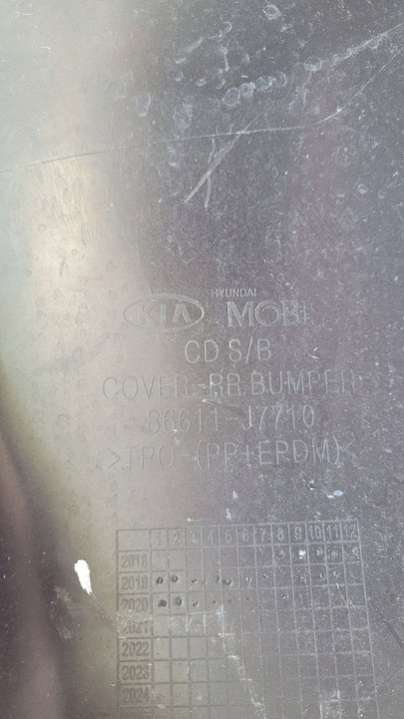 HYUNDAI
KIA MOBI
CD S/B
COVER-RR BUMPER
86611-J7710
>TPO-(PP+EPDM)<
1 2 3 4 5 6 7 8 9 10 11 12
2018
2019
2020
2021
2022
2023
2024